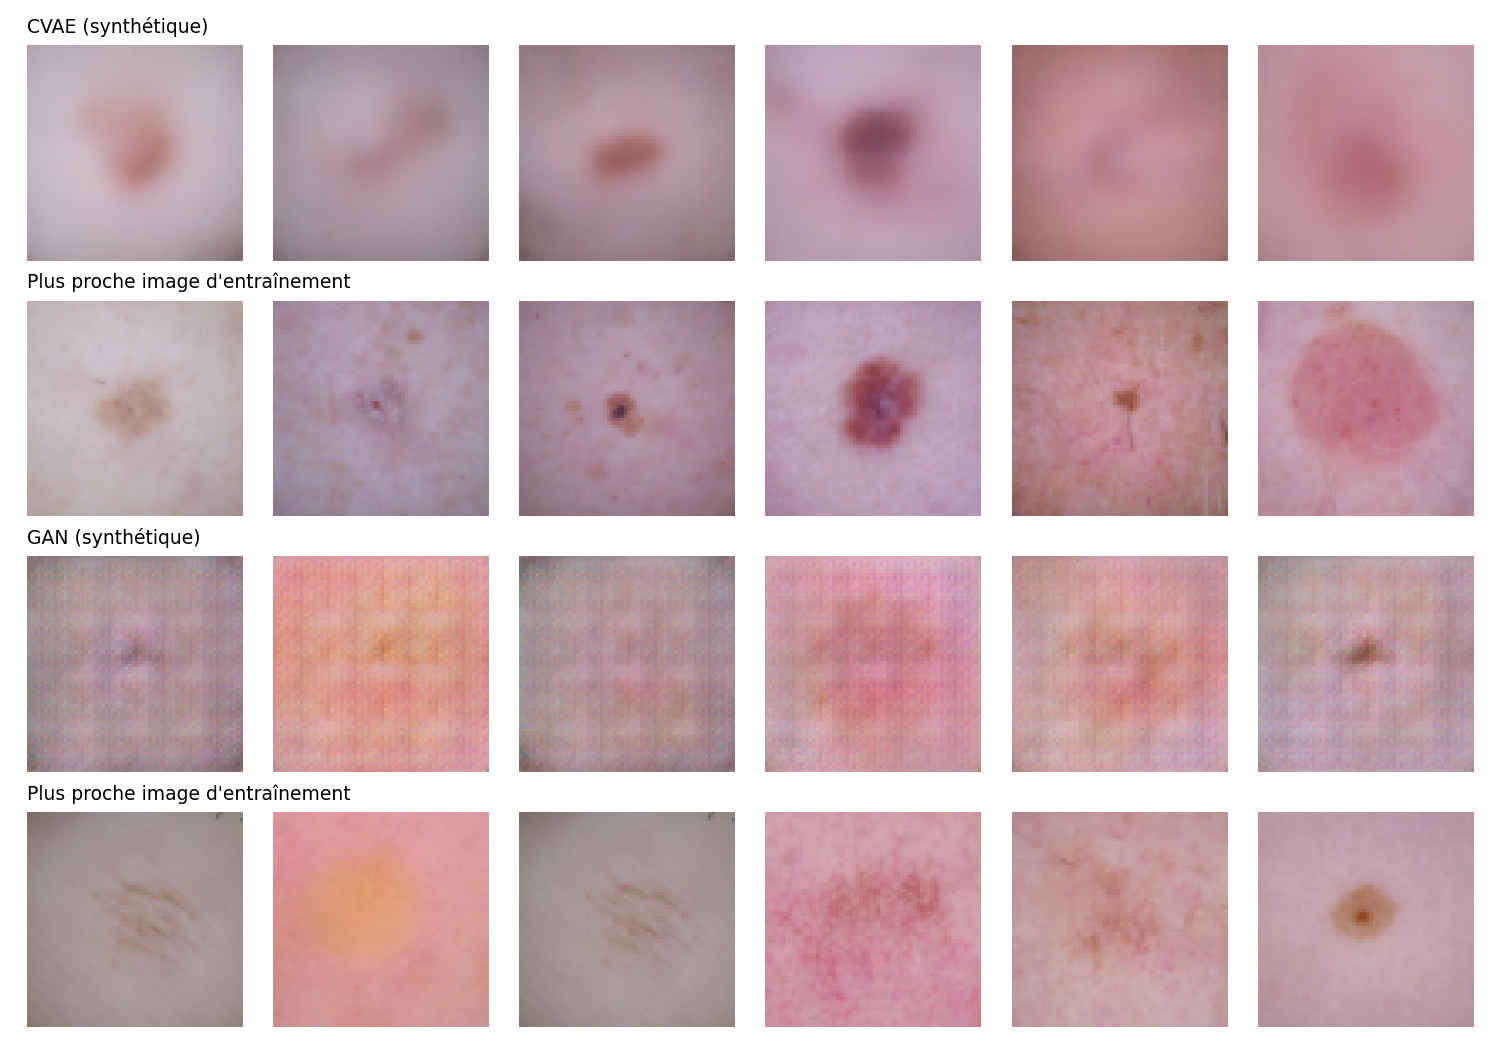 CVAE (synthétique)
Plus proche image d'entraînement
GAN (synthétique)
Plus proche image d'entraînement